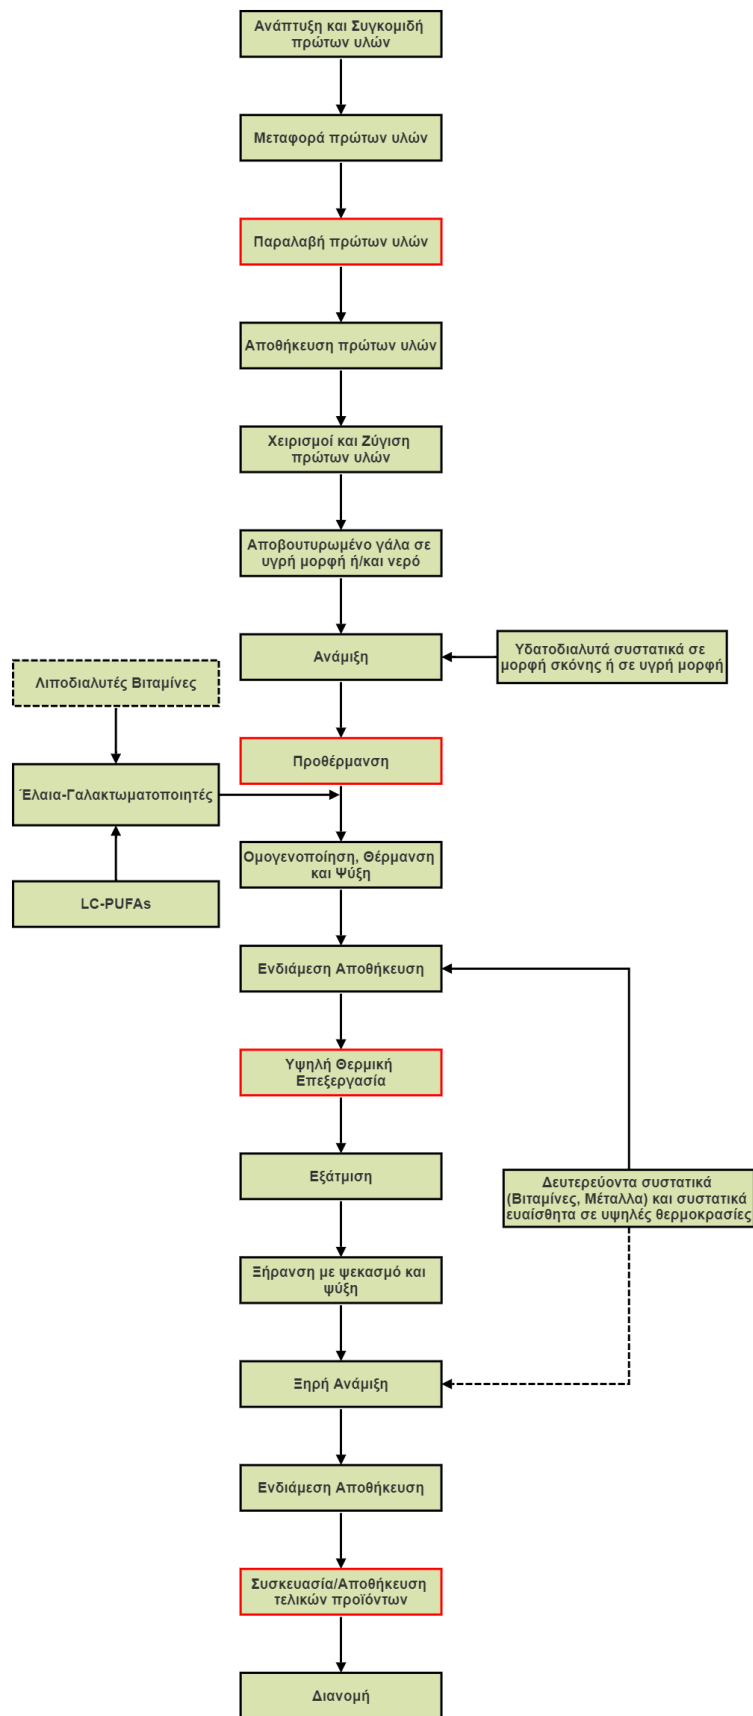 Ανάπτυξη και Συγκομιδή
πρώτων υλών
Μεταφορά πρώτων υλών
Παραλαβή πρώτων υλών
Αποθήκευση πρώτων υλών
Χειρισμοί και Ζύγιση
πρώτων υλών
Αποβουτυρωμένο γάλα σε
υγρή μορφή ή/και νερό
Ανάμιξη
Υδατοδιαλυτά συστατικά σε
μορφή σκόνης ή σε υγρή μορφή
Λιποδιαλυτές Βιταμίνες
Προθέρμανση
Έλαια-Γαλακτωματοποιητές
Ομογενοποίηση, Θέρμανση
και Ψύξη
LC-PUFAs
Ενδιάμεση Αποθήκευση
Υψηλή Θερμική
Επεξεργασία
Εξάτμιση
Δευτερεύοντα συστατικά
(Βιταμίνες, Μέταλλα) και συστατικά
ευαίσθητα σε υψηλές θερμοκρασίες
Ξήρανση με ψεκασμό και
ψύξη
Ξηρή Ανάμιξη
Ενδιάμεση Αποθήκευση
Συσκευασία/Αποθήκευση
τελικών προϊόντων
Διανομή